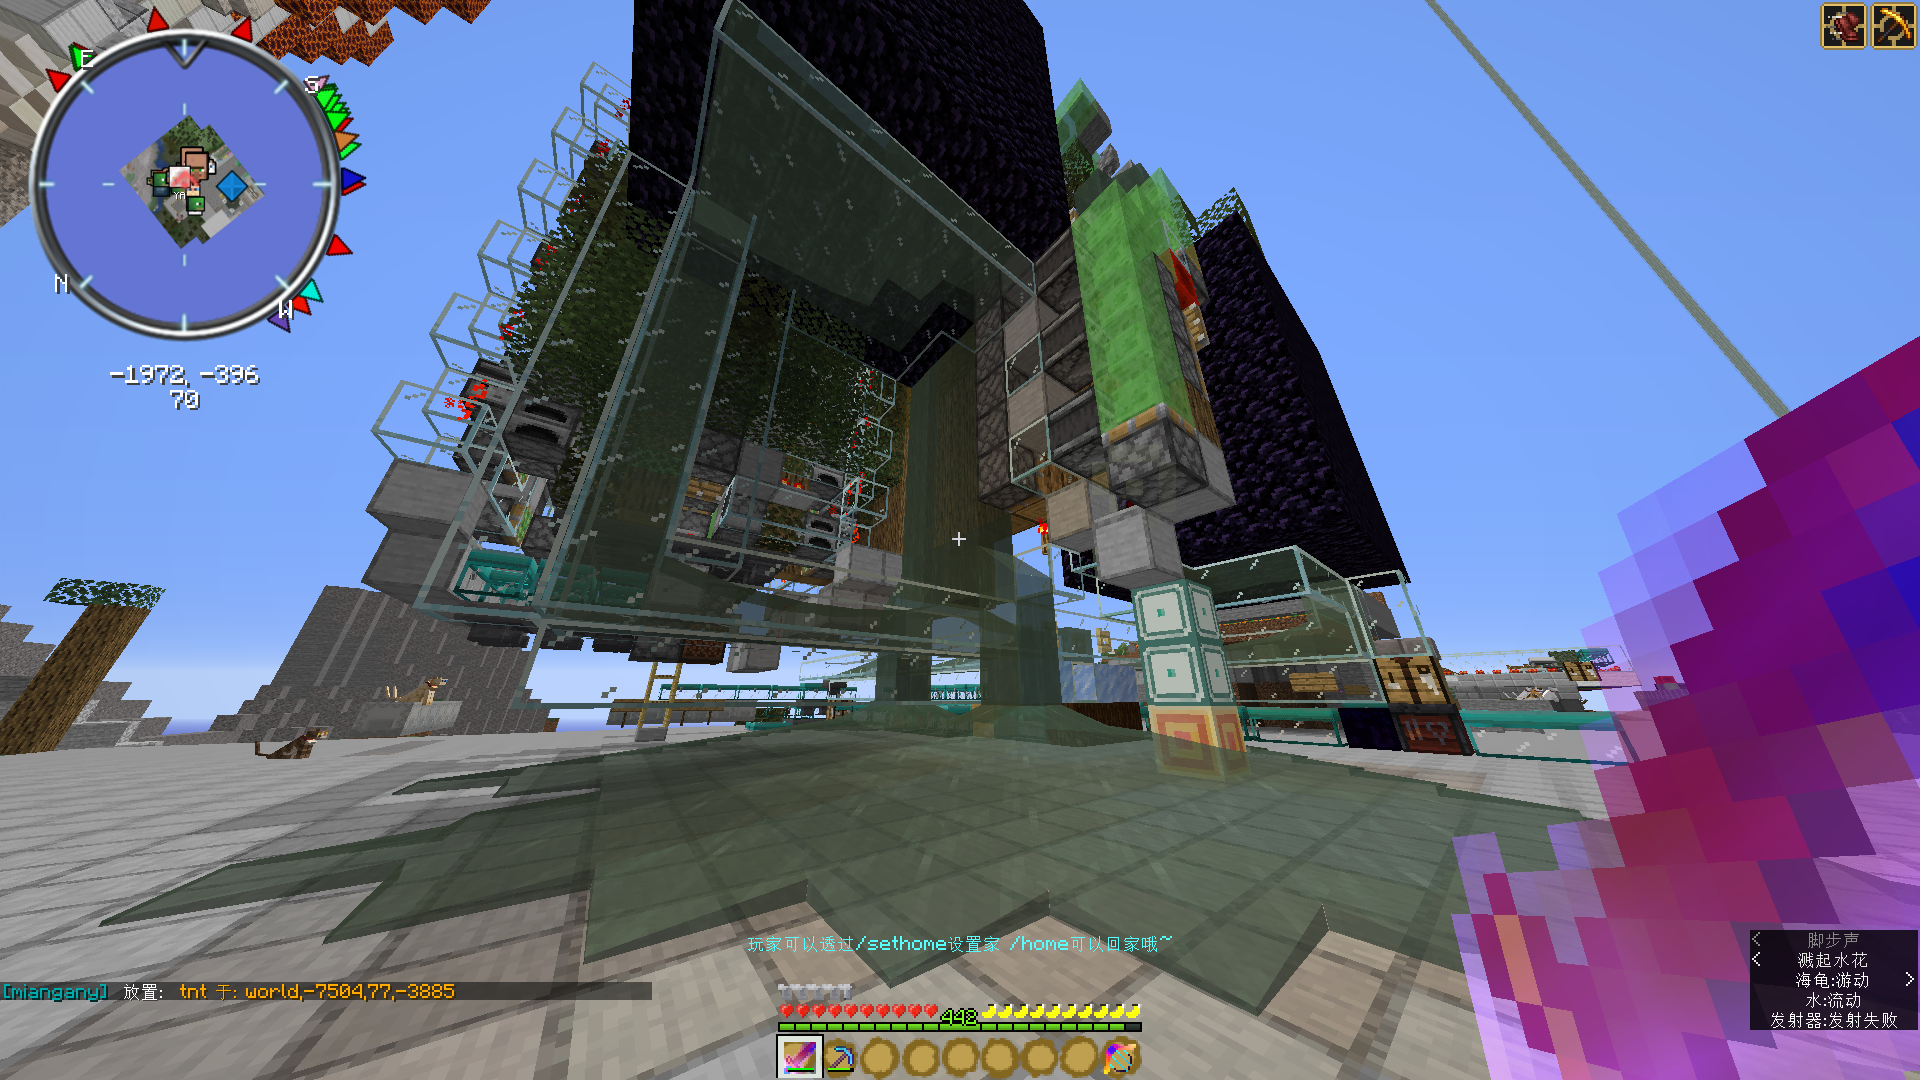 E
S
N
W
-1972, -396
70
玩家可以透过/sethome设置家 /home可以回家哦~
[miangany] 放置: tnt 于: world,-7504,77,-3885
448
< 脚步声
< 溅起水花
海龟:游动 >
水:流动
发射器:发射失败